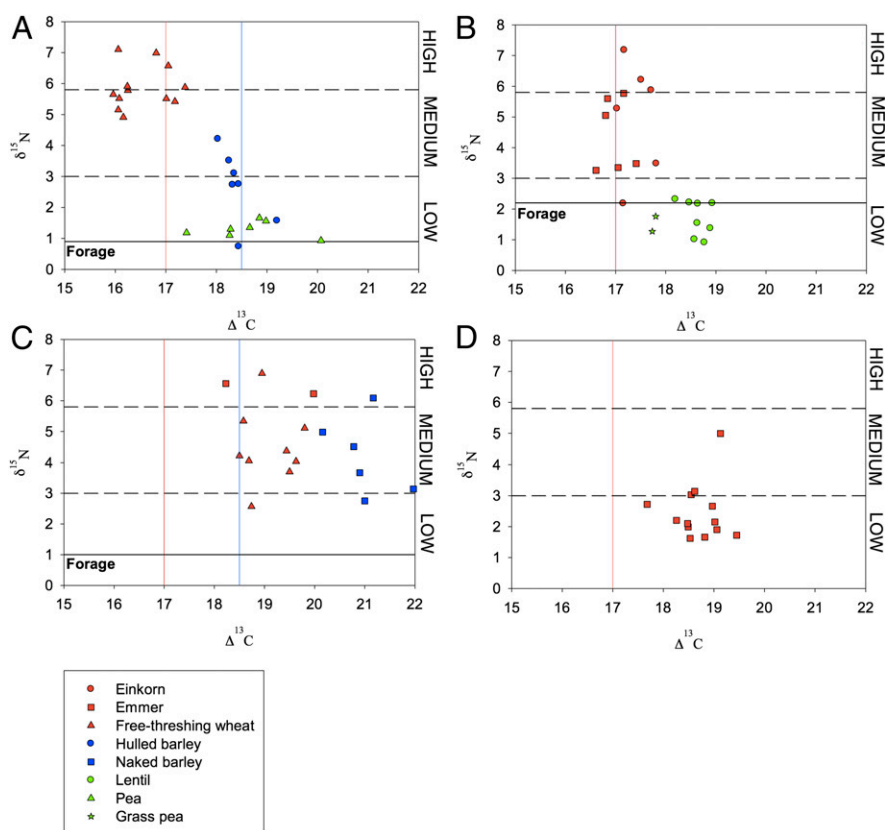 A
8
7
6
5
4
3
2
1
0
δ15N
HIGH
MEDIUM
LOW
Forage
15 16 17 18 19 20 21 22
Δ13C
B
8
7
6
5
4
3
2
1
0
δ15N
HIGH
MEDIUM
LOW
Forage
15 16 17 18 19 20 21 22
Δ13C
C
8
7
6
5
4
3
2
1
0
δ15N
HIGH
MEDIUM
LOW
Forage
15 16 17 18 19 20 21 22
Δ13C
D
8
7
6
5
4
3
2
1
0
δ15N
HIGH
MEDIUM
LOW
15 16 17 18 19 20 21 22
Δ13C
Einkorn
Emmer
Free-threshing wheat
Hulled barley
Naked barley
Lentil
Pea
Grass pea